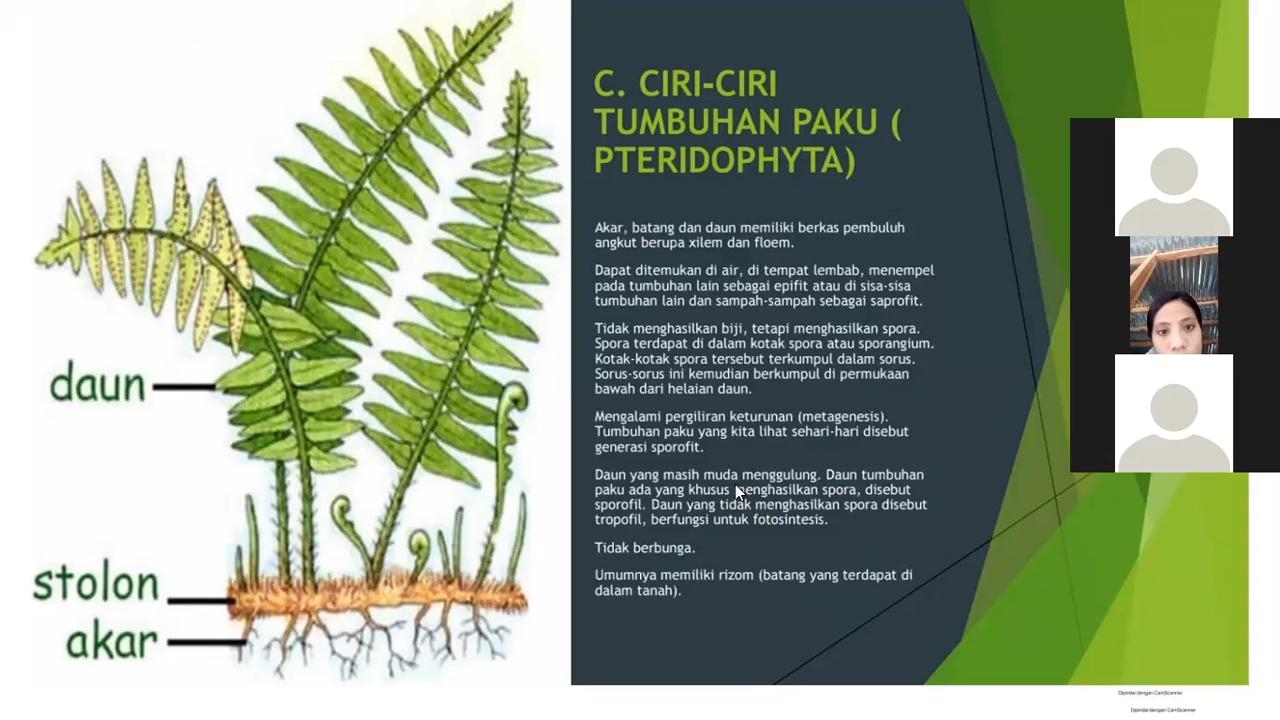 C. CIRI-CIRI
TUMBUHAN PAKU (
PTERIDOPHYTA)
Akar, batang dan daun memiliki berkas pembuluh
angkut berupa xilem dan floem.
Dapat ditemukan di air, di tempat lembab, menempel
pada tumbuhan lain sebagai epifit atau di sisa-sisa
tumbuhan lain dan sampah-sampah sebagai saprofit.
Tidak menghasilkan biji, tetapi menghasilkan spora.
Spora terdapat di dalam kotak spora atau sporangium.
Kotak-kotak spora tersebut terkumpul dalam sorus.
Sorus-sorus ini kemudian berkumpul di permukaan
bawah dari helaian daun.
Mengalami pergiliran keturunan (metagenesis).
Tumbuhan paku yang kita lihat sehari-hari disebut
generasi sporofit.
Daun yang masih muda menggulung. Daun tumbuhan
paku ada yang khusus menghasilkan spora, disebut
sporofil. Daun yang tidak menghasilkan spora disebut
tropofil, berfungsi untuk fotosintesis.
Tidak berbunga.
Umumnya memiliki rizom (batang yang terdapat di
dalam tanah).
daun
stolon
akar
Dipindai dengan CamScanner
Dipindai dengan CamScanner